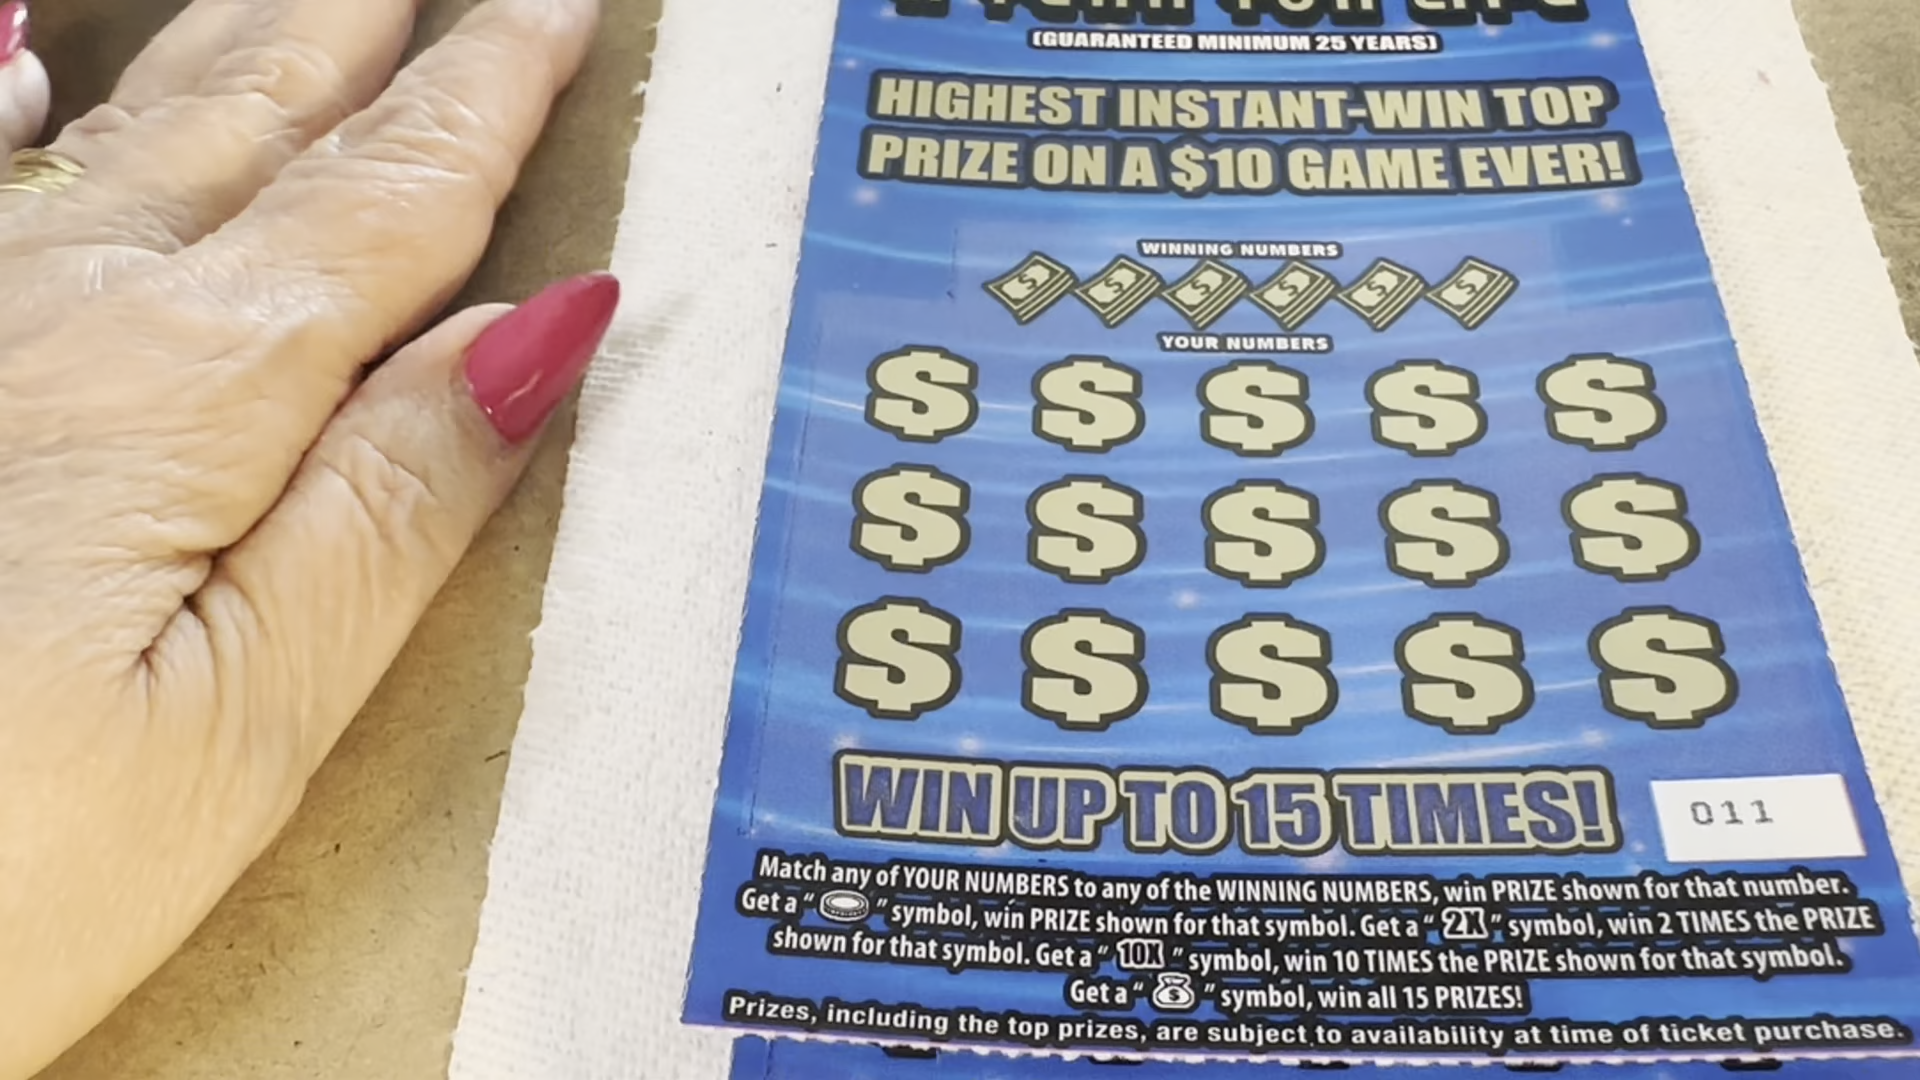 (GUARANTEED MINIMUM 25 YEARS)
HIGHEST INSTANT-WIN TOP
PRIZE ON A $10 GAME EVER!
WINNING NUMBERS
YOUR NUMBERS
$ $ $ $ $
$ $ $ $ $
$ $ $ $ $
WIN UP TO 15 TIMES!
011
Match any of YOUR NUMBERS to any of the WINNING NUMBERS, win PRIZE shown for that number.
Get a " " symbol, win PRIZE shown for that symbol. Get a "2X" symbol, win 2 TIMES the PRIZE
shown for that symbol. Get a "10X" symbol, win 10 TIMES the PRIZE shown for that symbol.
Get a " " symbol, win all 15 PRIZES!
Prizes, including the top prizes, are subject to availability at time of ticket purchase.